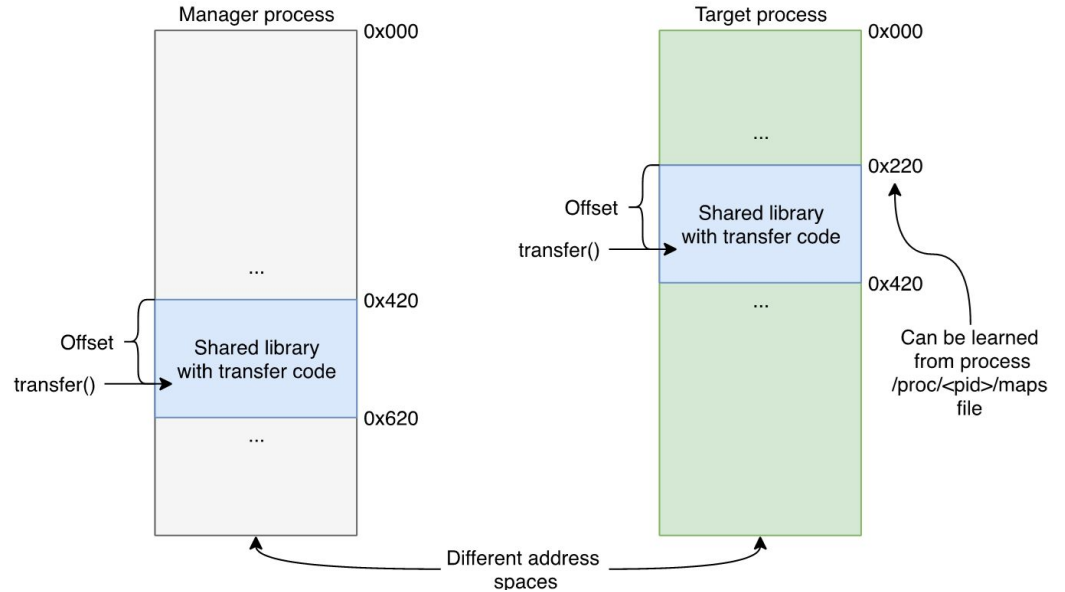 Manager process
0x000
...
0x420
Offset
Shared library
with transfer code
transfer()
0x620
...
Target process
0x000
...
0x220
Offset
Shared library
with transfer code
transfer()
0x420
...
Can be learned
from process
/proc/<pid>/maps
file
Different address
spaces